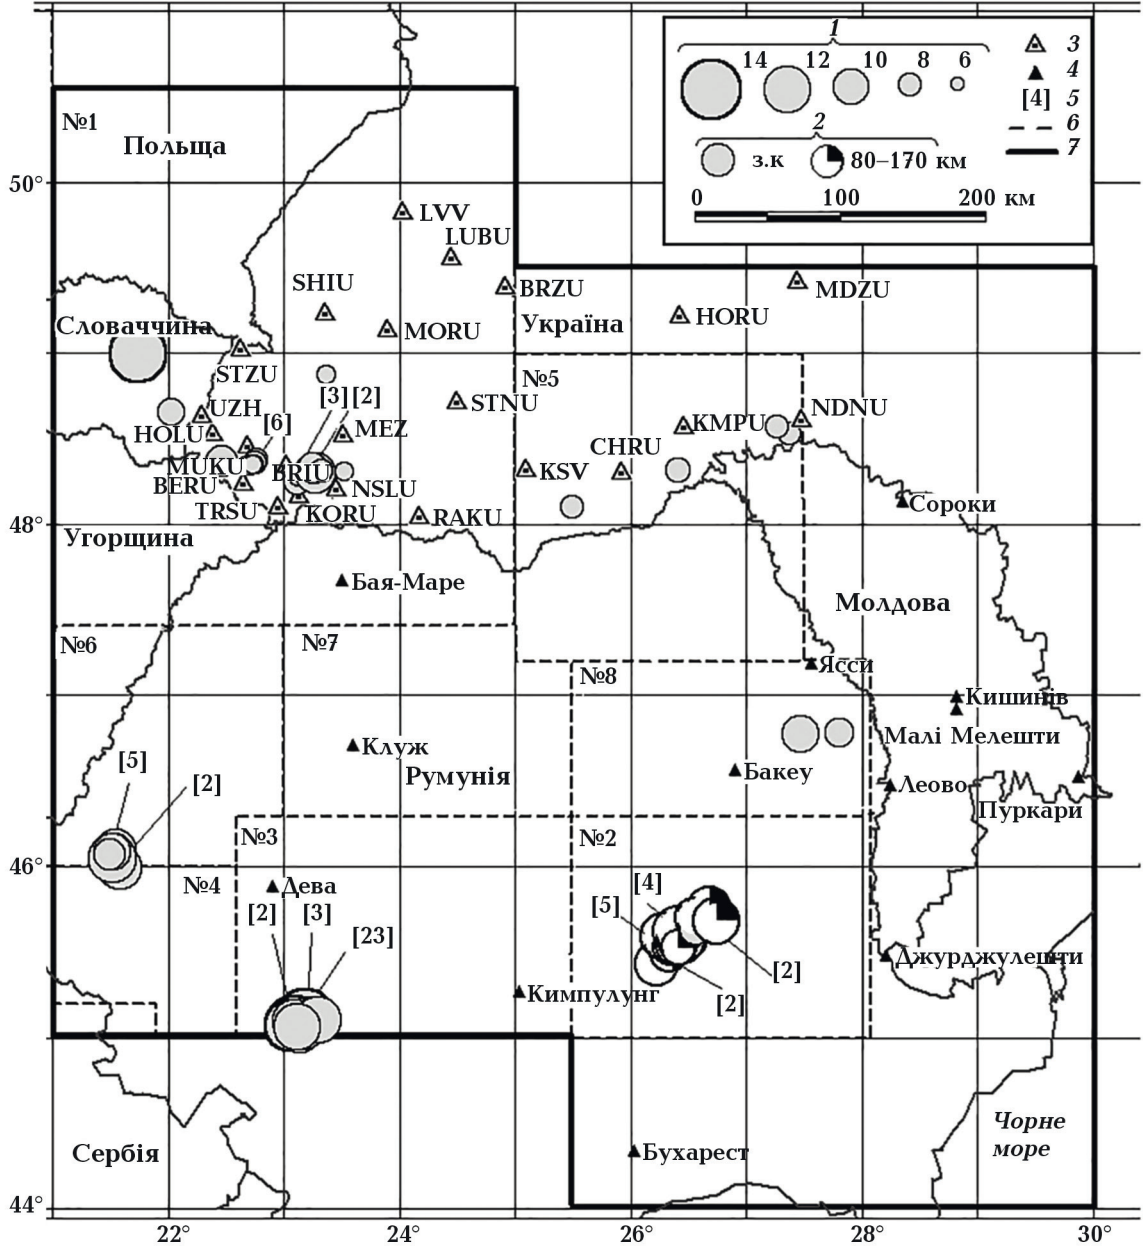 1
14 12 10 8 6
3
4
[4] 5
6
7
2
з.к 80–170 км
0 100 200 км
№1
Польща
50°
LVV
LUBU
SHIU
BRZU
MDZU
Словаччина
MORU
Україна
HORU
STZU
№5
UZH
[3] [2]
STNU
NDNU
HOLU
[6]
MEZ
KMPU
MUKU
BRIU
CHRU
BERU
NSLU
KSV
TRSU
KORU
RAKU
48°
Сороки
Угорщина
Бая-Маре
Молдова
№6
№7
Ясси
№8
Кишинів
Малі Мелешти
[5]
Клуж
Румунія
Бакеу
Леово
[2]
Пуркари
№3
№2
46°
№4
Дева
[4]
[2] [3]
[5]
[23]
Джурджулешти
[2]
Кимпулунг
[2]
Сербія
Бухарест
Чорне
море
44°
22° 24° 26° 28° 30°